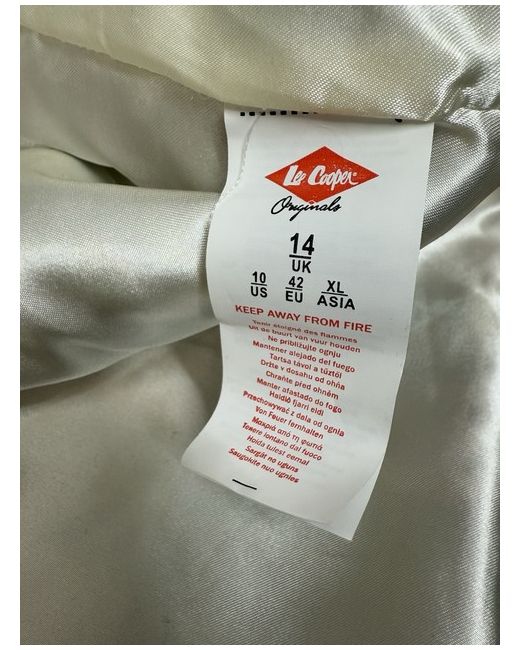 Lee Cooper
Originals
14
UK
10 42 XL
US EU ASIA
KEEP AWAY FROM FIRE
Tenir éloigné des flammes
Uit de buurt van vuur houden
Ne približujte ognju
Mantener alejado del fuego
Tartsa távol a tűztől
Držte v dosahu od ohňa
Chraňte před ohněm
Manter afastado do fogo
Haldið fjarri eldi
Przechowywać z dala od ognia
Von Feuer fernhalten
Μακριά από τη φωτιά
Tenere lontano dal fuoco
Hoida tulest eemal
Sargāt no uguns
Saugokite nuo ugnies